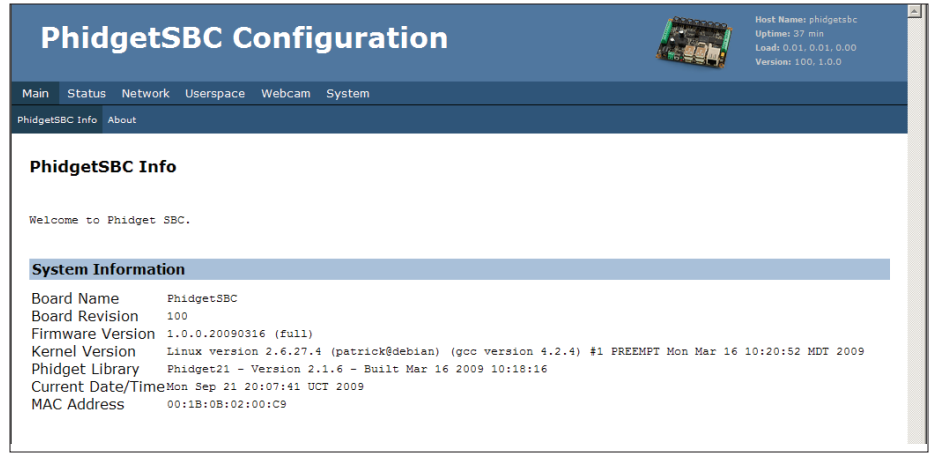 PhidgetSBC Configuration
Host Name: phidgetsbc
Uptime: 37 min
Load: 0.01, 0.01, 0.00
Version: 100, 1.0.0
Main Status Network Userspace Webcam System
PhidgetSBC Info About
PhidgetSBC Info
Welcome to Phidget SBC.
System Information
Board Name PhidgetSBC
Board Revision 100
Firmware Version 1.0.0.20090316 (full)
Kernel Version Linux version 2.6.27.4 (patrick@debian) (gcc version 4.2.4) #1 PREEMPT Mon Mar 16 10:20:52 MDT 2009
Phidget Library Phidget21 - Version 2.1.6 - Built Mar 16 2009 10:18:16
Current Date/Time Mon Sep 21 20:07:41 UCT 2009
MAC Address 00:1B:0B:02:00:C9